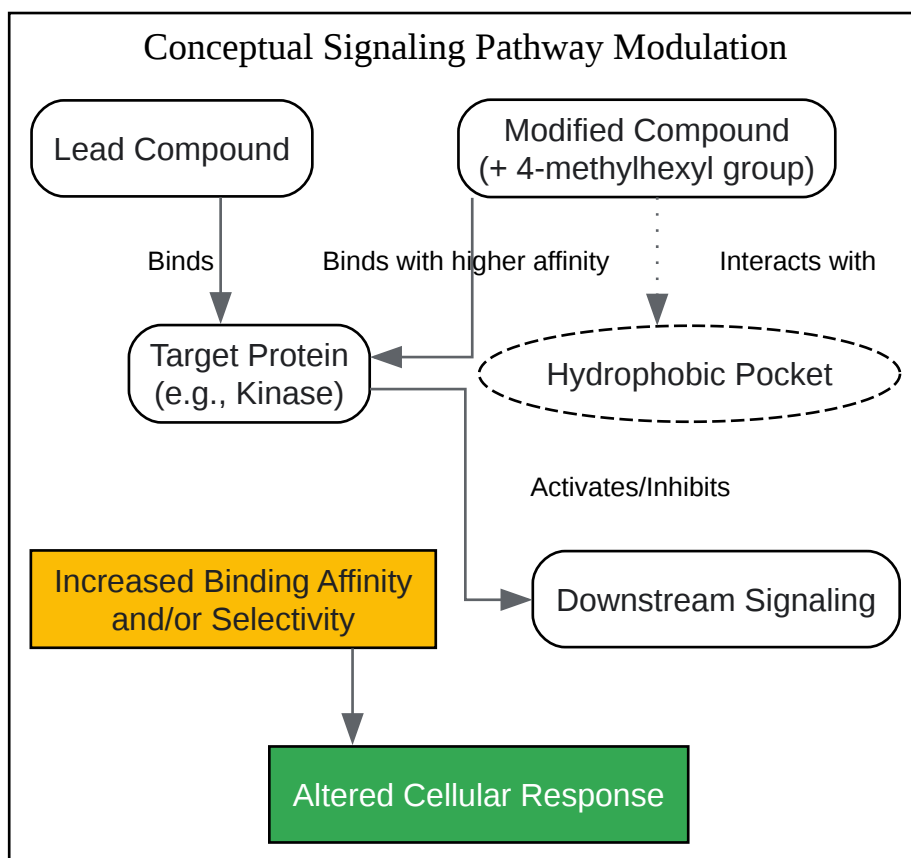 Conceptual Signaling Pathway Modulation
Lead Compound
Modified Compound
(+ 4-methylhexyl group)
Binds
Binds with higher affinity
Interacts with
Target Protein
(e.g., Kinase)
Hydrophobic Pocket
Activates/Inhibits
Increased Binding Affinity
and/or Selectivity
Downstream Signaling
Altered Cellular Response